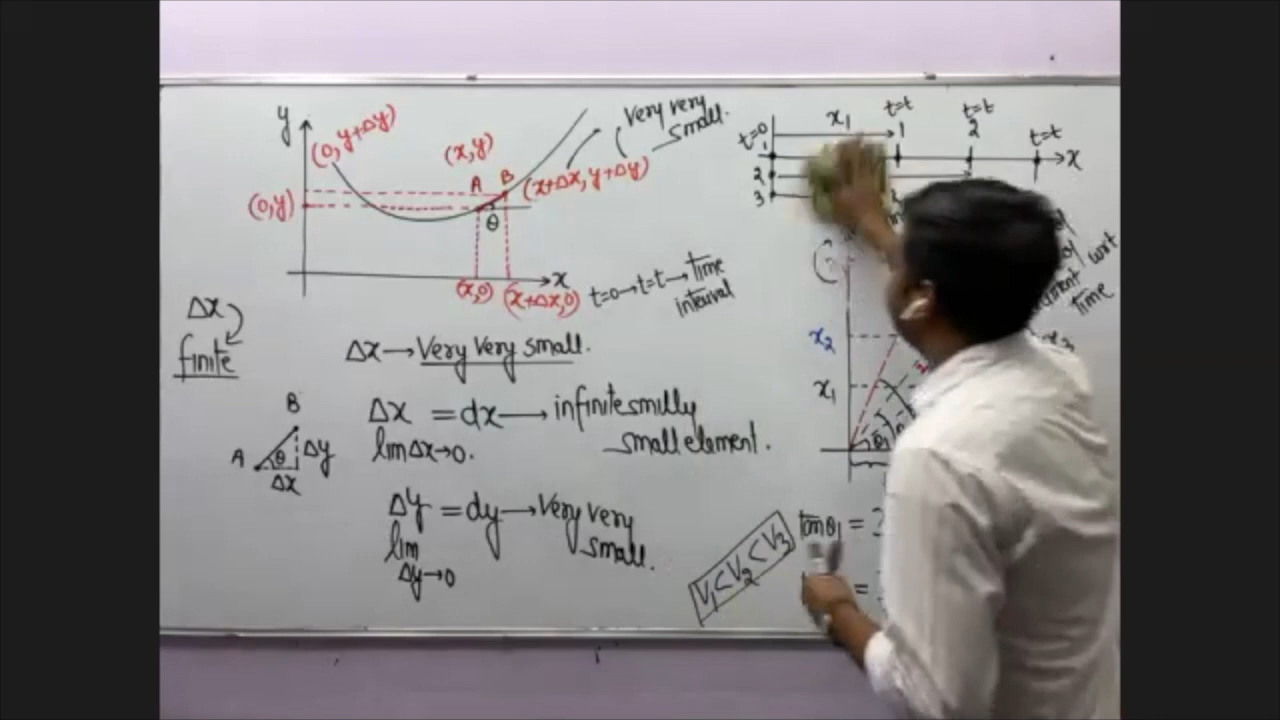 y
(0, y+Δy)
(x, y)
A
B
(x+Δx, y+Δy)
Very very
small.
(0, y)
θ
x
(x, 0)
(x+Δx, 0)
t=0→t=t→Time
interval
Δx
finite
Δx→Very very small.
Δx = dx→infinitesmilly
lim Δx→0.
small element.
B
A
θ
Δy
Δx
Δy = dy→Very very
lim
small.
Δy→0
t=0
x1
t=t
t=t
t=t
1
1
2
x
2
3
wrt
time
x2
x1
θ1
tanθ1 =
=
V1<V2<V3